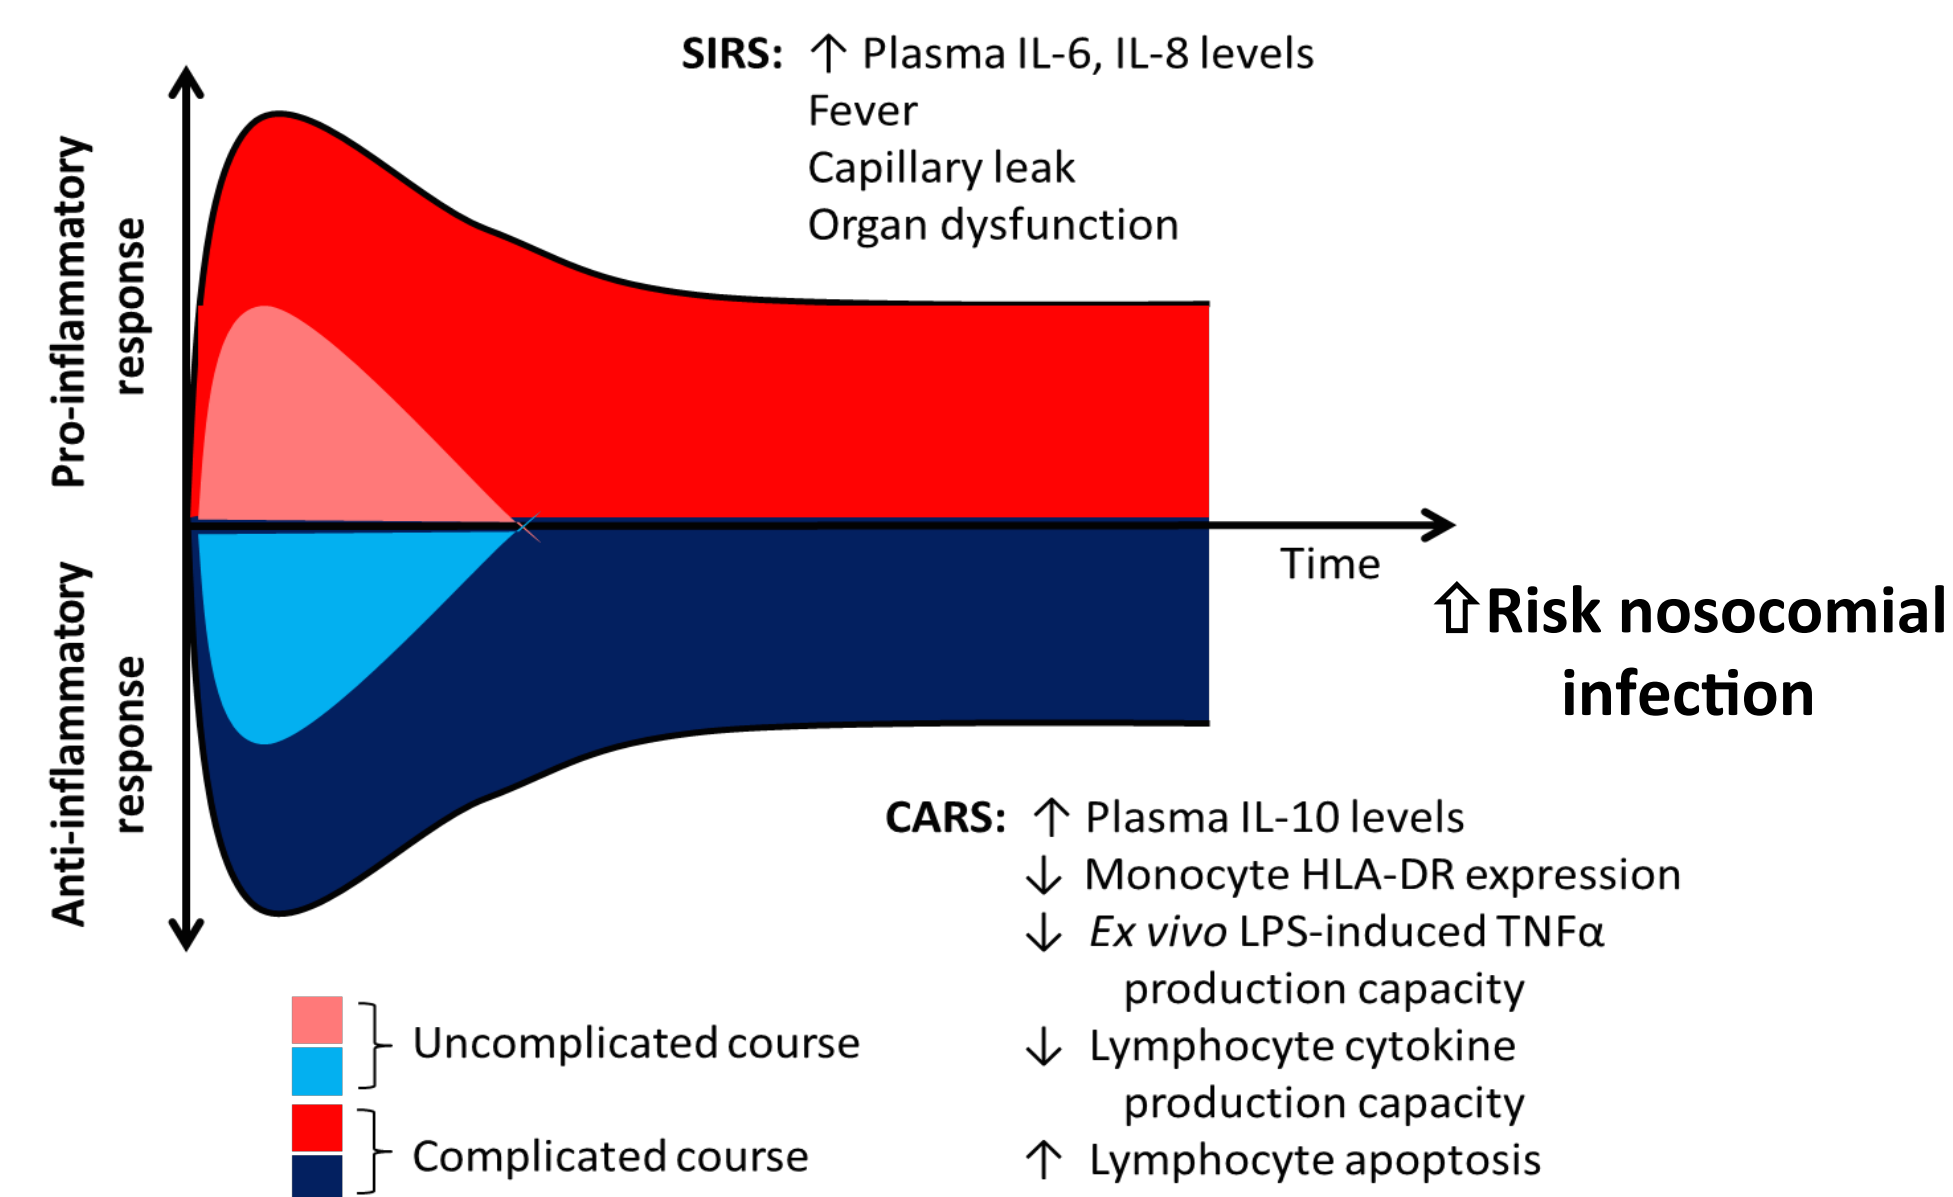 SIRS: ↑ Plasma IL-6, IL-8 levels
Fever
Capillary leak
Organ dysfunction
Pro-inflammatory
response
Anti-inflammatory
response
Time
⇧Risk nosocomial
infection
CARS: ↑ Plasma IL-10 levels
↓ Monocyte HLA-DR expression
↓ Ex vivo LPS-induced TNFα
production capacity
↓ Lymphocyte cytokine
production capacity
↑ Lymphocyte apoptosis
Uncomplicated course
Complicated course